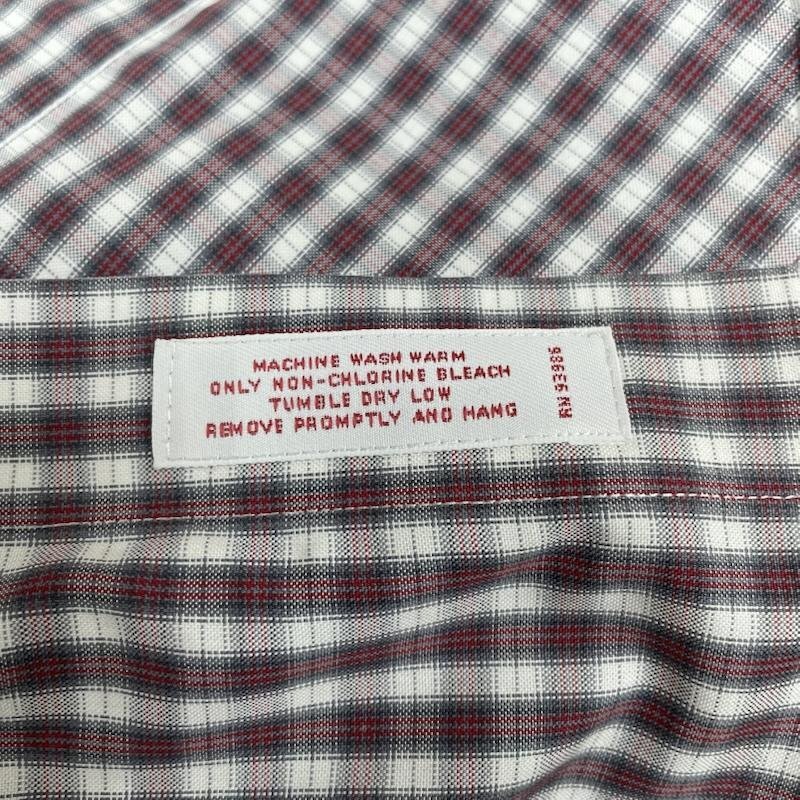 MACHINE WASH WARM
ONLY NON-CHLORINE BLEACH
TUMBLE DRY LOW
REMOVE PROMPTLY AND HANG
RN 93986